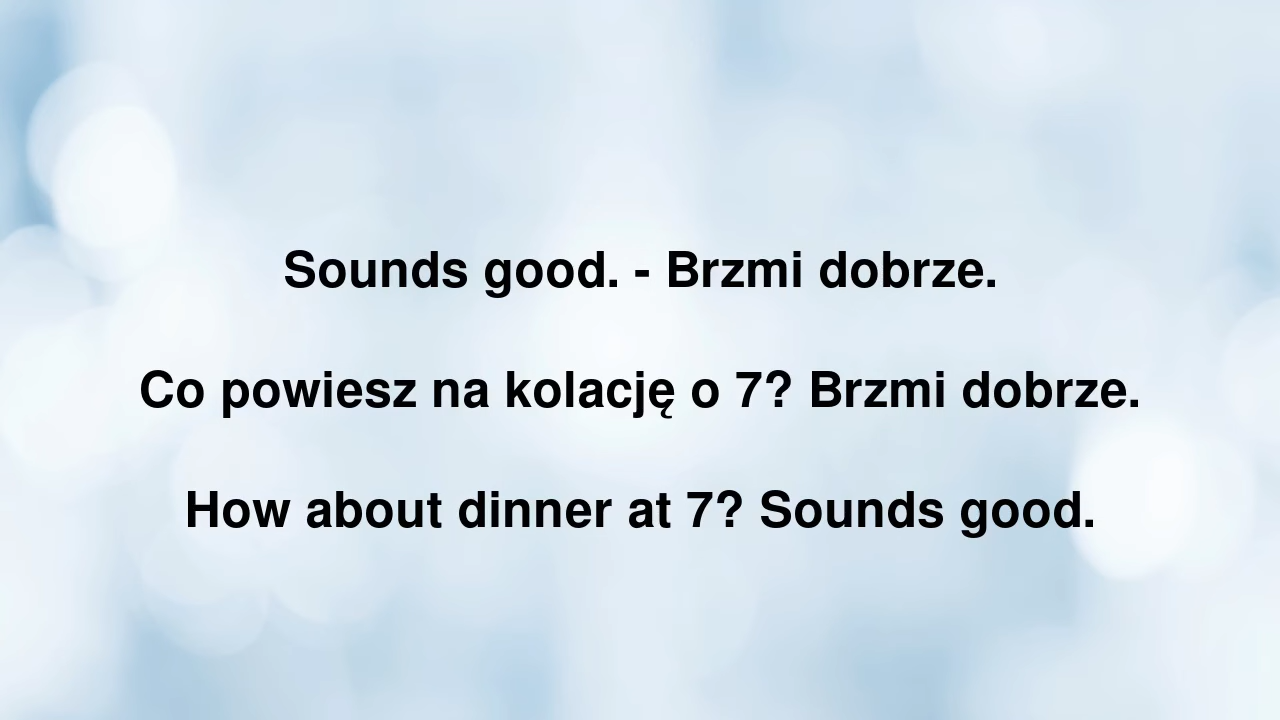 Sounds good. - Brzmi dobrze.
Co powiesz na kolację o 7? Brzmi dobrze.
How about dinner at 7? Sounds good.